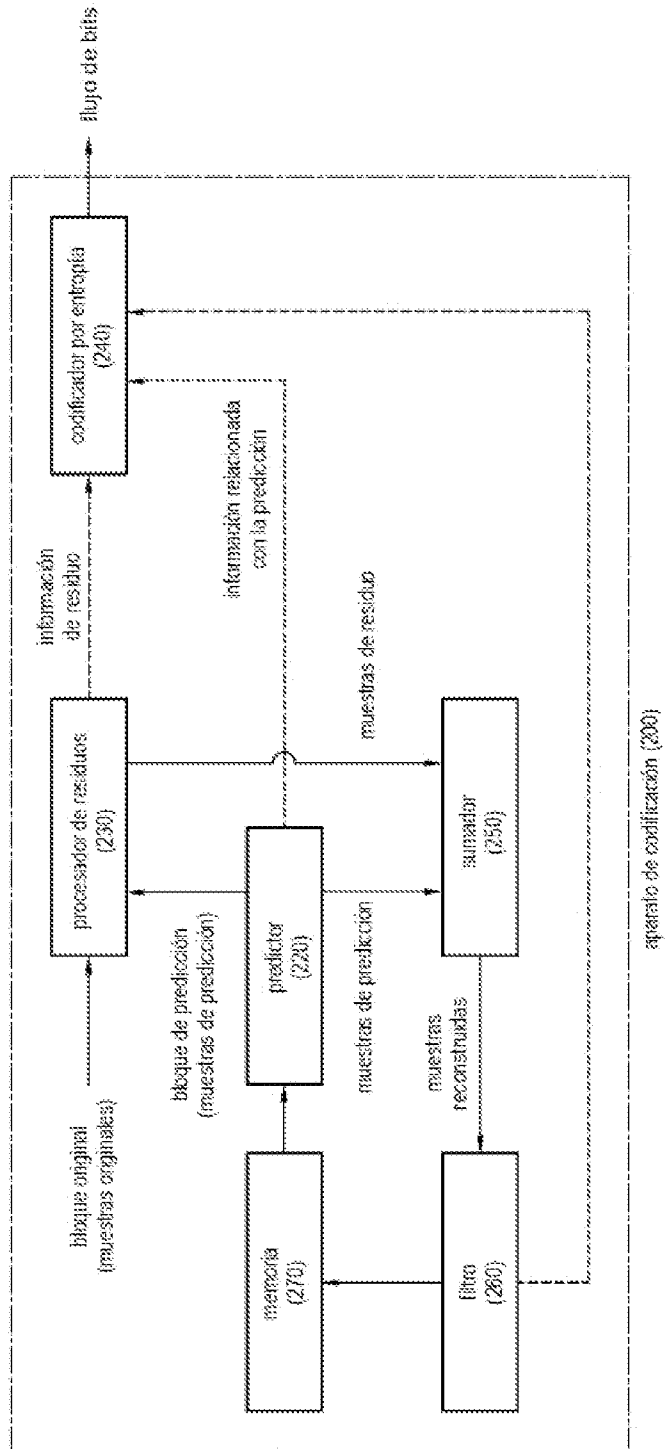 bloque original
(muestras originales)
procesador de residuos
(230)
información
de residuo
codificador por entropía
(240)
flujo de bits
bloque de predicción
(muestras de predicción)
información relacionada
con la predicción
memoria
(270)
predictor
(220)
muestras de predicción
muestras de residuo
filtro
(260)
muestras
reconstruidas
sumador
(250)
aparato de codificación (200)